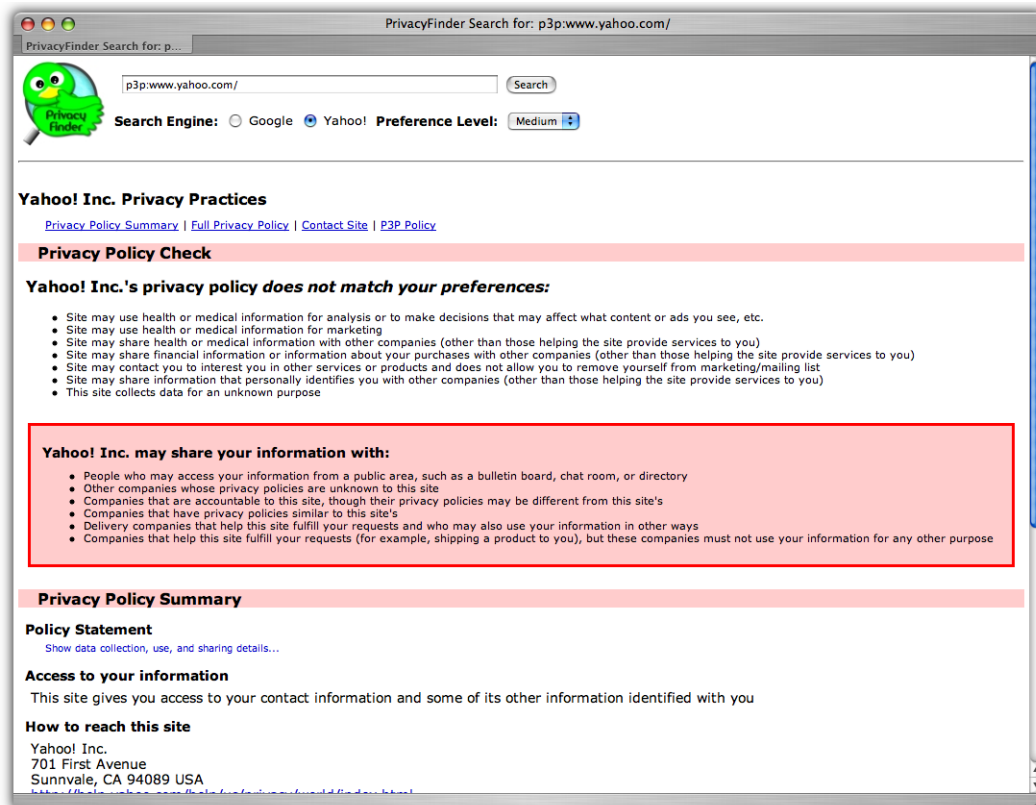 PrivacyFinder Search for: p3p:www.yahoo.com/
PrivacyFinder Search for: p...
p3p:www.yahoo.com/
Search
Privacy
Finder
Search Engine: Google Yahoo! Preference Level: Medium
Yahoo! Inc. Privacy Practices
Privacy Policy Summary | Full Privacy Policy | Contact Site | P3P Policy
Privacy Policy Check
Yahoo! Inc.'s privacy policy does not match your preferences:
• Site may use health or medical information for analysis or to make decisions that may affect what content or ads you see, etc.
• Site may use health or medical information for marketing
• Site may share health or medical information with other companies (other than those helping the site provide services to you)
• Site may share financial information or information about your purchases with other companies (other than those helping the site provide services to you)
• Site may contact you to interest you in other services or products and does not allow you to remove yourself from marketing/mailing list
• Site may share information that personally identifies you with other companies (other than those helping the site provide services to you)
• This site collects data for an unknown purpose
Yahoo! Inc. may share your information with:
• People who may access your information from a public area, such as a bulletin board, chat room, or directory
• Other companies whose privacy policies are unknown to this site
• Companies that are accountable to this site, though their privacy policies may be different from this site's
• Companies that have privacy policies similar to this site's
• Delivery companies that help this site fulfill your requests and who may also use your information in other ways
• Companies that help this site fulfill your requests (for example, shipping a product to you), but these companies must not use your information for any other purpose
Privacy Policy Summary
Policy Statement
Show data collection, use, and sharing details...
Access to your information
This site gives you access to your contact information and some of its other information identified with you
How to reach this site
Yahoo! Inc.
701 First Avenue
Sunnvale, CA 94089 USA
http://help.yahoo.com/help/us/privacy/world/index.html